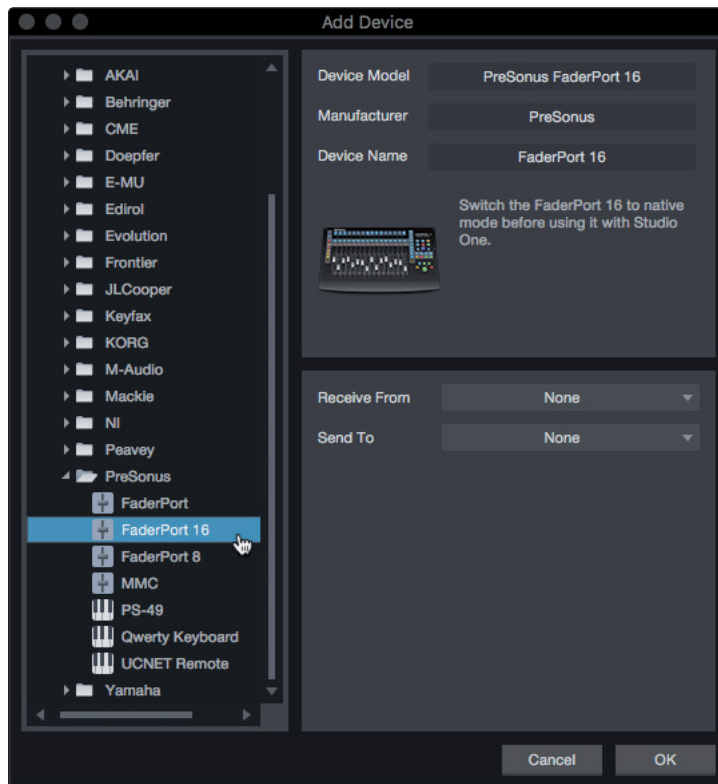 Add Device
AKAI
Behringer
CME
Doepfer
E-MU
Edirol
Evolution
Frontier
JLCooper
Keyfax
KORG
M-Audio
Mackie
NI
Peavey
PreSonus
FaderPort
FaderPort 16
FaderPort 8
MMC
PS-49
Qwerty Keyboard
UCNET Remote
Yamaha
Device Model PreSonus FaderPort 16
Manufacturer PreSonus
Device Name FaderPort 16
Switch the FaderPort 16 to native
mode before using it with Studio
One.
Receive From None
Send To None
Cancel OK